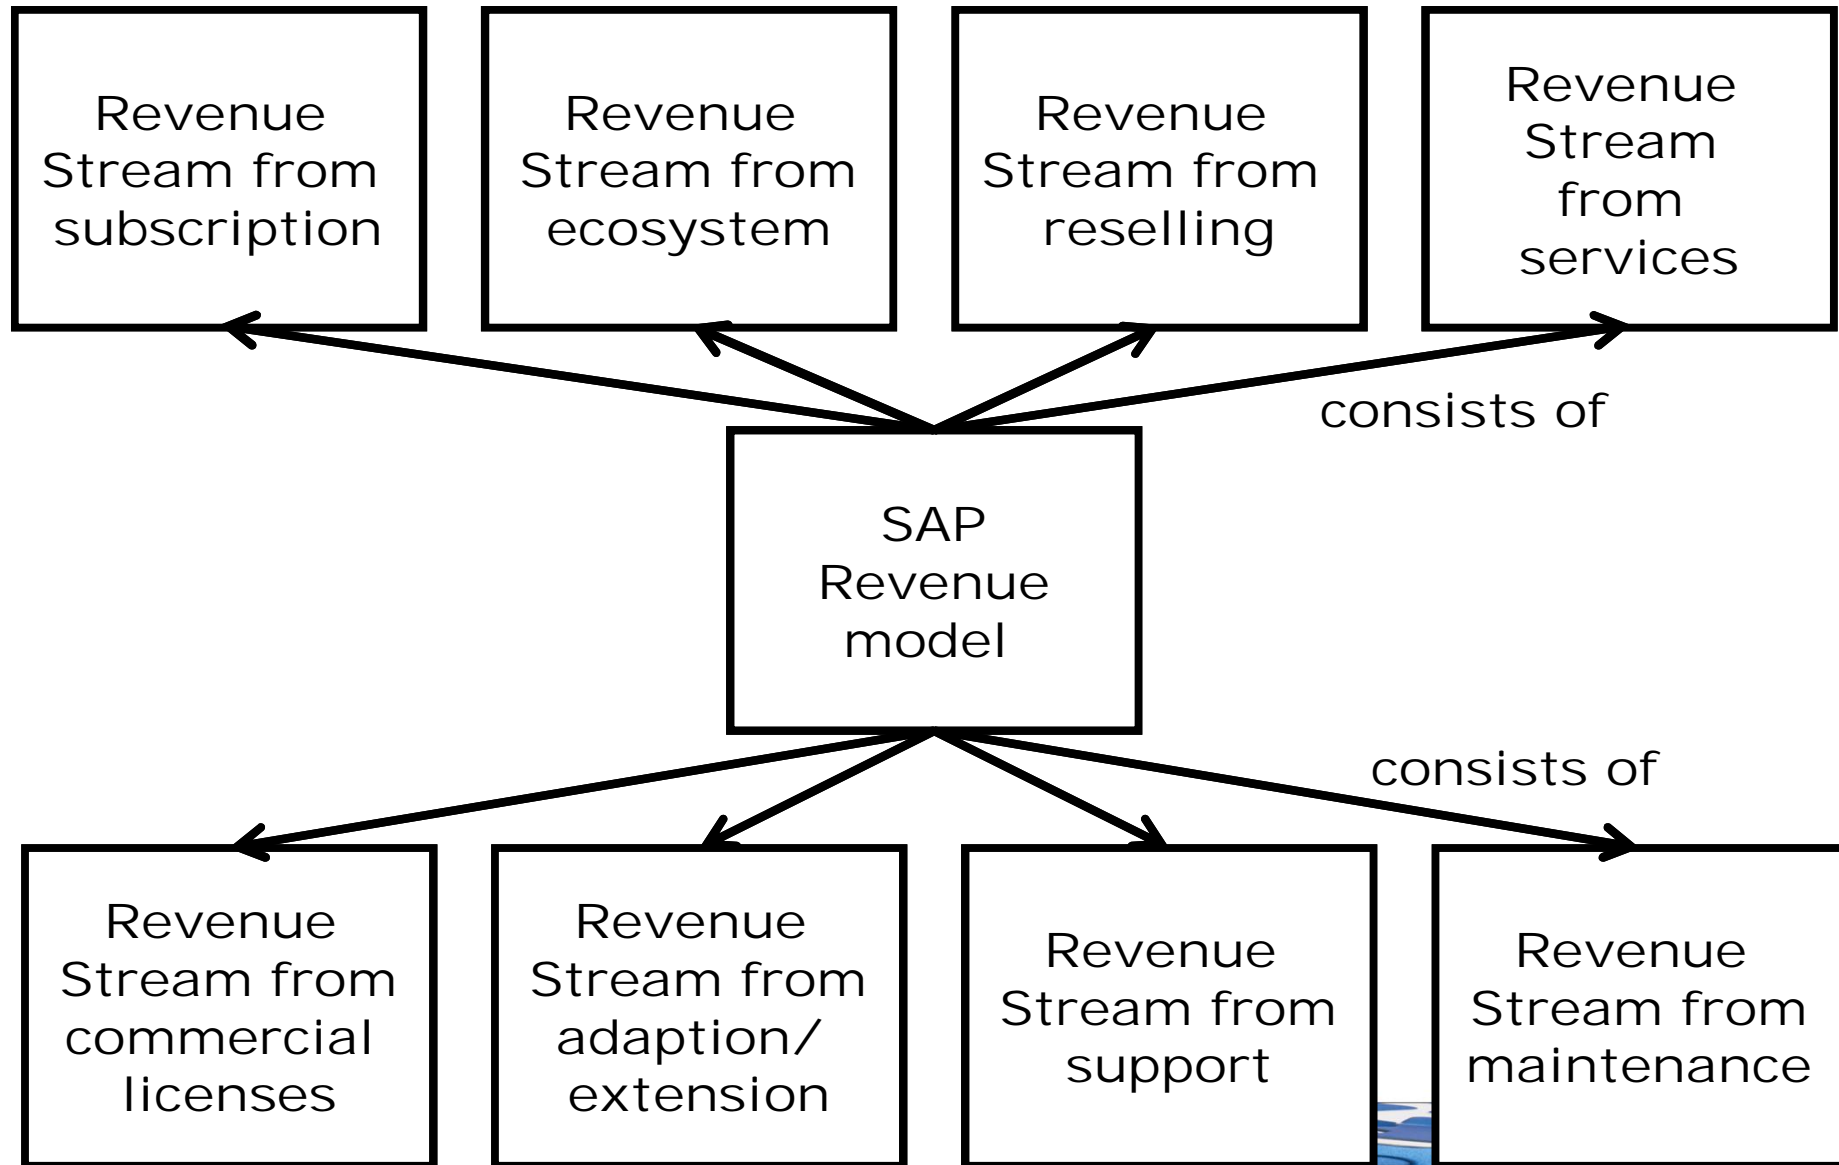 Revenue
Stream from
subscription
Revenue
Stream from
ecosystem
Revenue
Stream from
reselling
Revenue
Stream
from
services
consists of
SAP
Revenue
model
consists of
Revenue
Stream from
commercial
licenses
Revenue
Stream from
adaption/
extension
Revenue
Stream from
support
Revenue
Stream from
maintenance